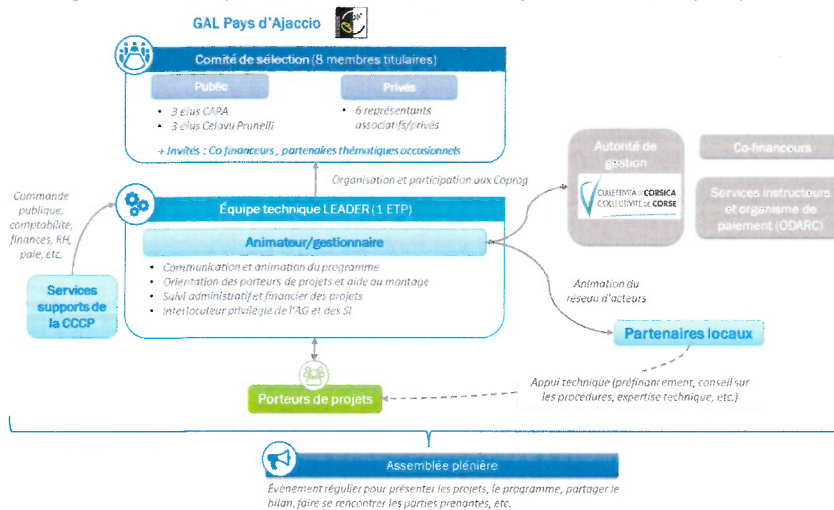 GAL Pays d'Ajaccio
Comité de sélection (8 membres titulaires)
Public
• 3 élus CAPA
• 3 élus Celavu Prunelli
Privés
• 6 représentants
associatifs/privés
+ Invités : Co financeurs, partenaires thématiques occasionnels
Organisation et participation aux Coprog
Commande
publique,
comptabilité,
finances, RH,
paie, etc.
Services
supports de
la CCCP
Équipe technique LEADER (1 ETP)
Animateur/gestionnaire
• Communication et animation du programme
• Orientation des porteurs de projets et aide au montage
• Suivi administratif et financier des projets
• Interlocuteur privilegie de l'AG et des SI
Autorité de
gestion
CULLETTIVITÀ DI CORSICA
COLLECTIVITÉ DE CORSE
Co-financeurs
Services instructeurs
et organisme de
paiement (ODARC)
Animation du
réseau d'acteurs
Partenaires locaux
Appui technique (préfinancement, conseil sur
les procédures, expertise technique, etc.)
Porteurs de projets
Assemblée plénière
Évènement régulier pour présenter les projets, le programme, partager le
bilan, faire se rencontrer les parties prenantes, etc.